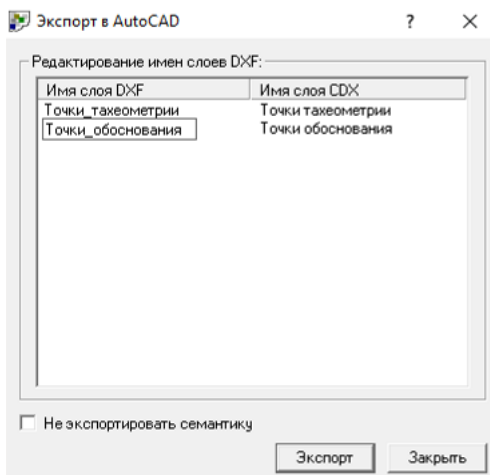 Экспорт в AutoCAD ?
Редактирование имен слоев DXF:
Имя слоя DXF Имя слоя CDX
Точки_тахеометрии Точки тахеометрии
Точки_обоснования Точки обоснования
Не экспортировать семантику
Экспорт Закрыть